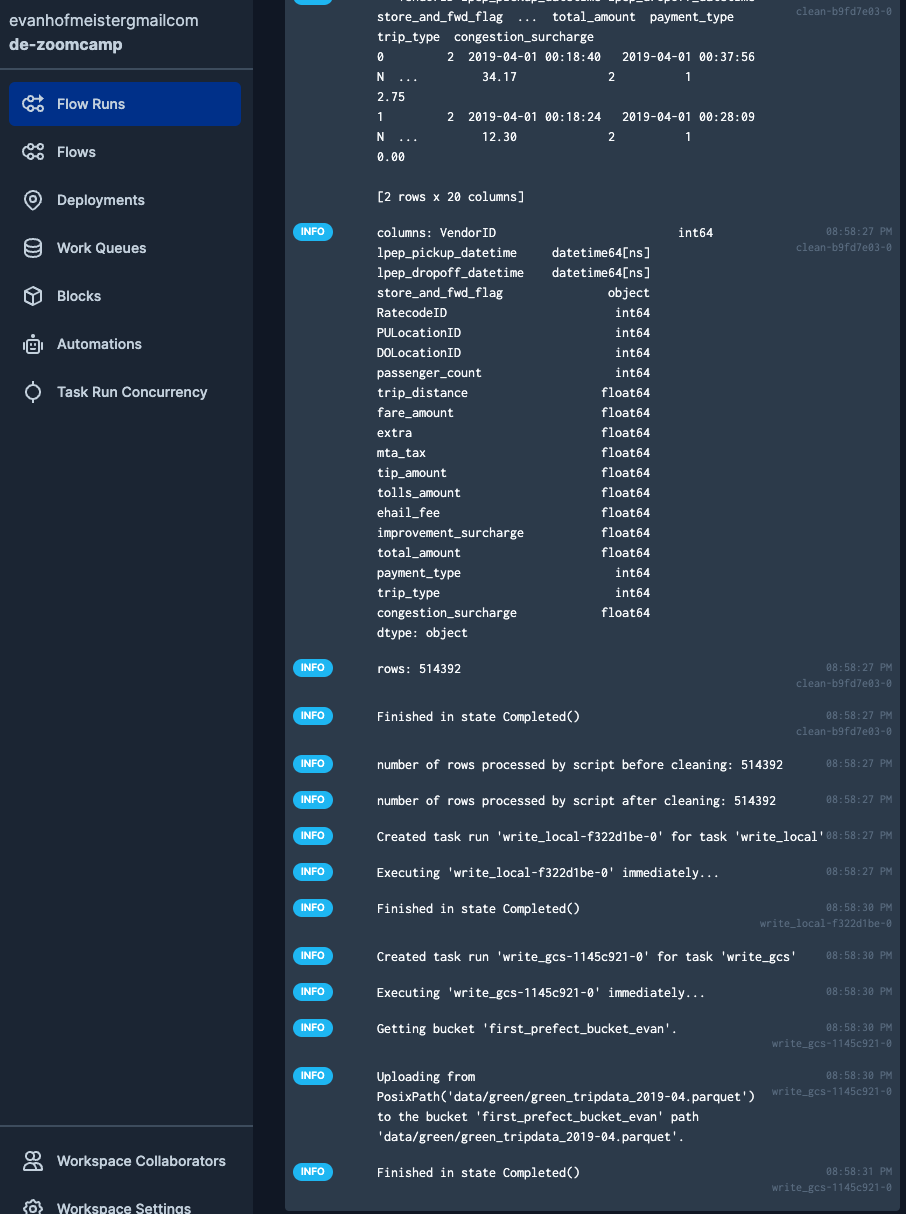 evanhofmeistergmailcom
de-zoomcamp
Flow Runs
Flows
Deployments
Work Queues
Blocks
Automations
Task Run Concurrency
Workspace Collaborators
Workspace Settings
clean-b9fd7e03-0
store_and_fwd_flag  ...  total_amount  payment_type
trip_type  congestion_surcharge
0         2  2019-04-01 00:18:40   2019-04-01 00:37:56
N  ...         34.17             2          1
2.75
1         2  2019-04-01 00:18:24   2019-04-01 00:28:09
N  ...         12.30             2          1
0.00
[2 rows x 20 columns]
INFO columns: VendorID                          int64 08:58:27 PM
clean-b9fd7e03-0
lpep_pickup_datetime     datetime64[ns]
lpep_dropoff_datetime    datetime64[ns]
store_and_fwd_flag               object
RatecodeID                        int64
PULocationID                      int64
DOLocationID                      int64
passenger_count                   int64
trip_distance                   float64
fare_amount                     float64
extra                           float64
mta_tax                         float64
tip_amount                      float64
tolls_amount                    float64
ehail_fee                       float64
improvement_surcharge           float64
total_amount                    float64
payment_type                      int64
trip_type                         int64
congestion_surcharge            float64
dtype: object
INFO rows: 514392 08:58:27 PM
clean-b9fd7e03-0
INFO Finished in state Completed() 08:58:27 PM
clean-b9fd7e03-0
INFO number of rows processed by script before cleaning: 514392 08:58:27 PM
INFO number of rows processed by script after cleaning: 514392 08:58:27 PM
INFO Created task run 'write_local-f322d1be-0' for task 'write_local' 08:58:27 PM
INFO Executing 'write_local-f322d1be-0' immediately... 08:58:27 PM
INFO Finished in state Completed() 08:58:30 PM
write_local-f322d1be-0
INFO Created task run 'write_gcs-1145c921-0' for task 'write_gcs' 08:58:30 PM
INFO Executing 'write_gcs-1145c921-0' immediately... 08:58:30 PM
INFO Getting bucket 'first_prefect_bucket_evan'. 08:58:30 PM
write_gcs-1145c921-0
INFO Uploading from 08:58:30 PM
PosixPath('data/green/green_tripdata_2019-04.parquet') write_gcs-1145c921-0
to the bucket 'first_prefect_bucket_evan' path
'data/green/green_tripdata_2019-04.parquet'.
INFO Finished in state Completed() 08:58:31 PM
write_gcs-1145c921-0